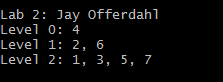 Lab 2: Jay Offerdahl
Level 0: 4
Level 1: 2, 6
Level 2: 1, 3, 5, 7